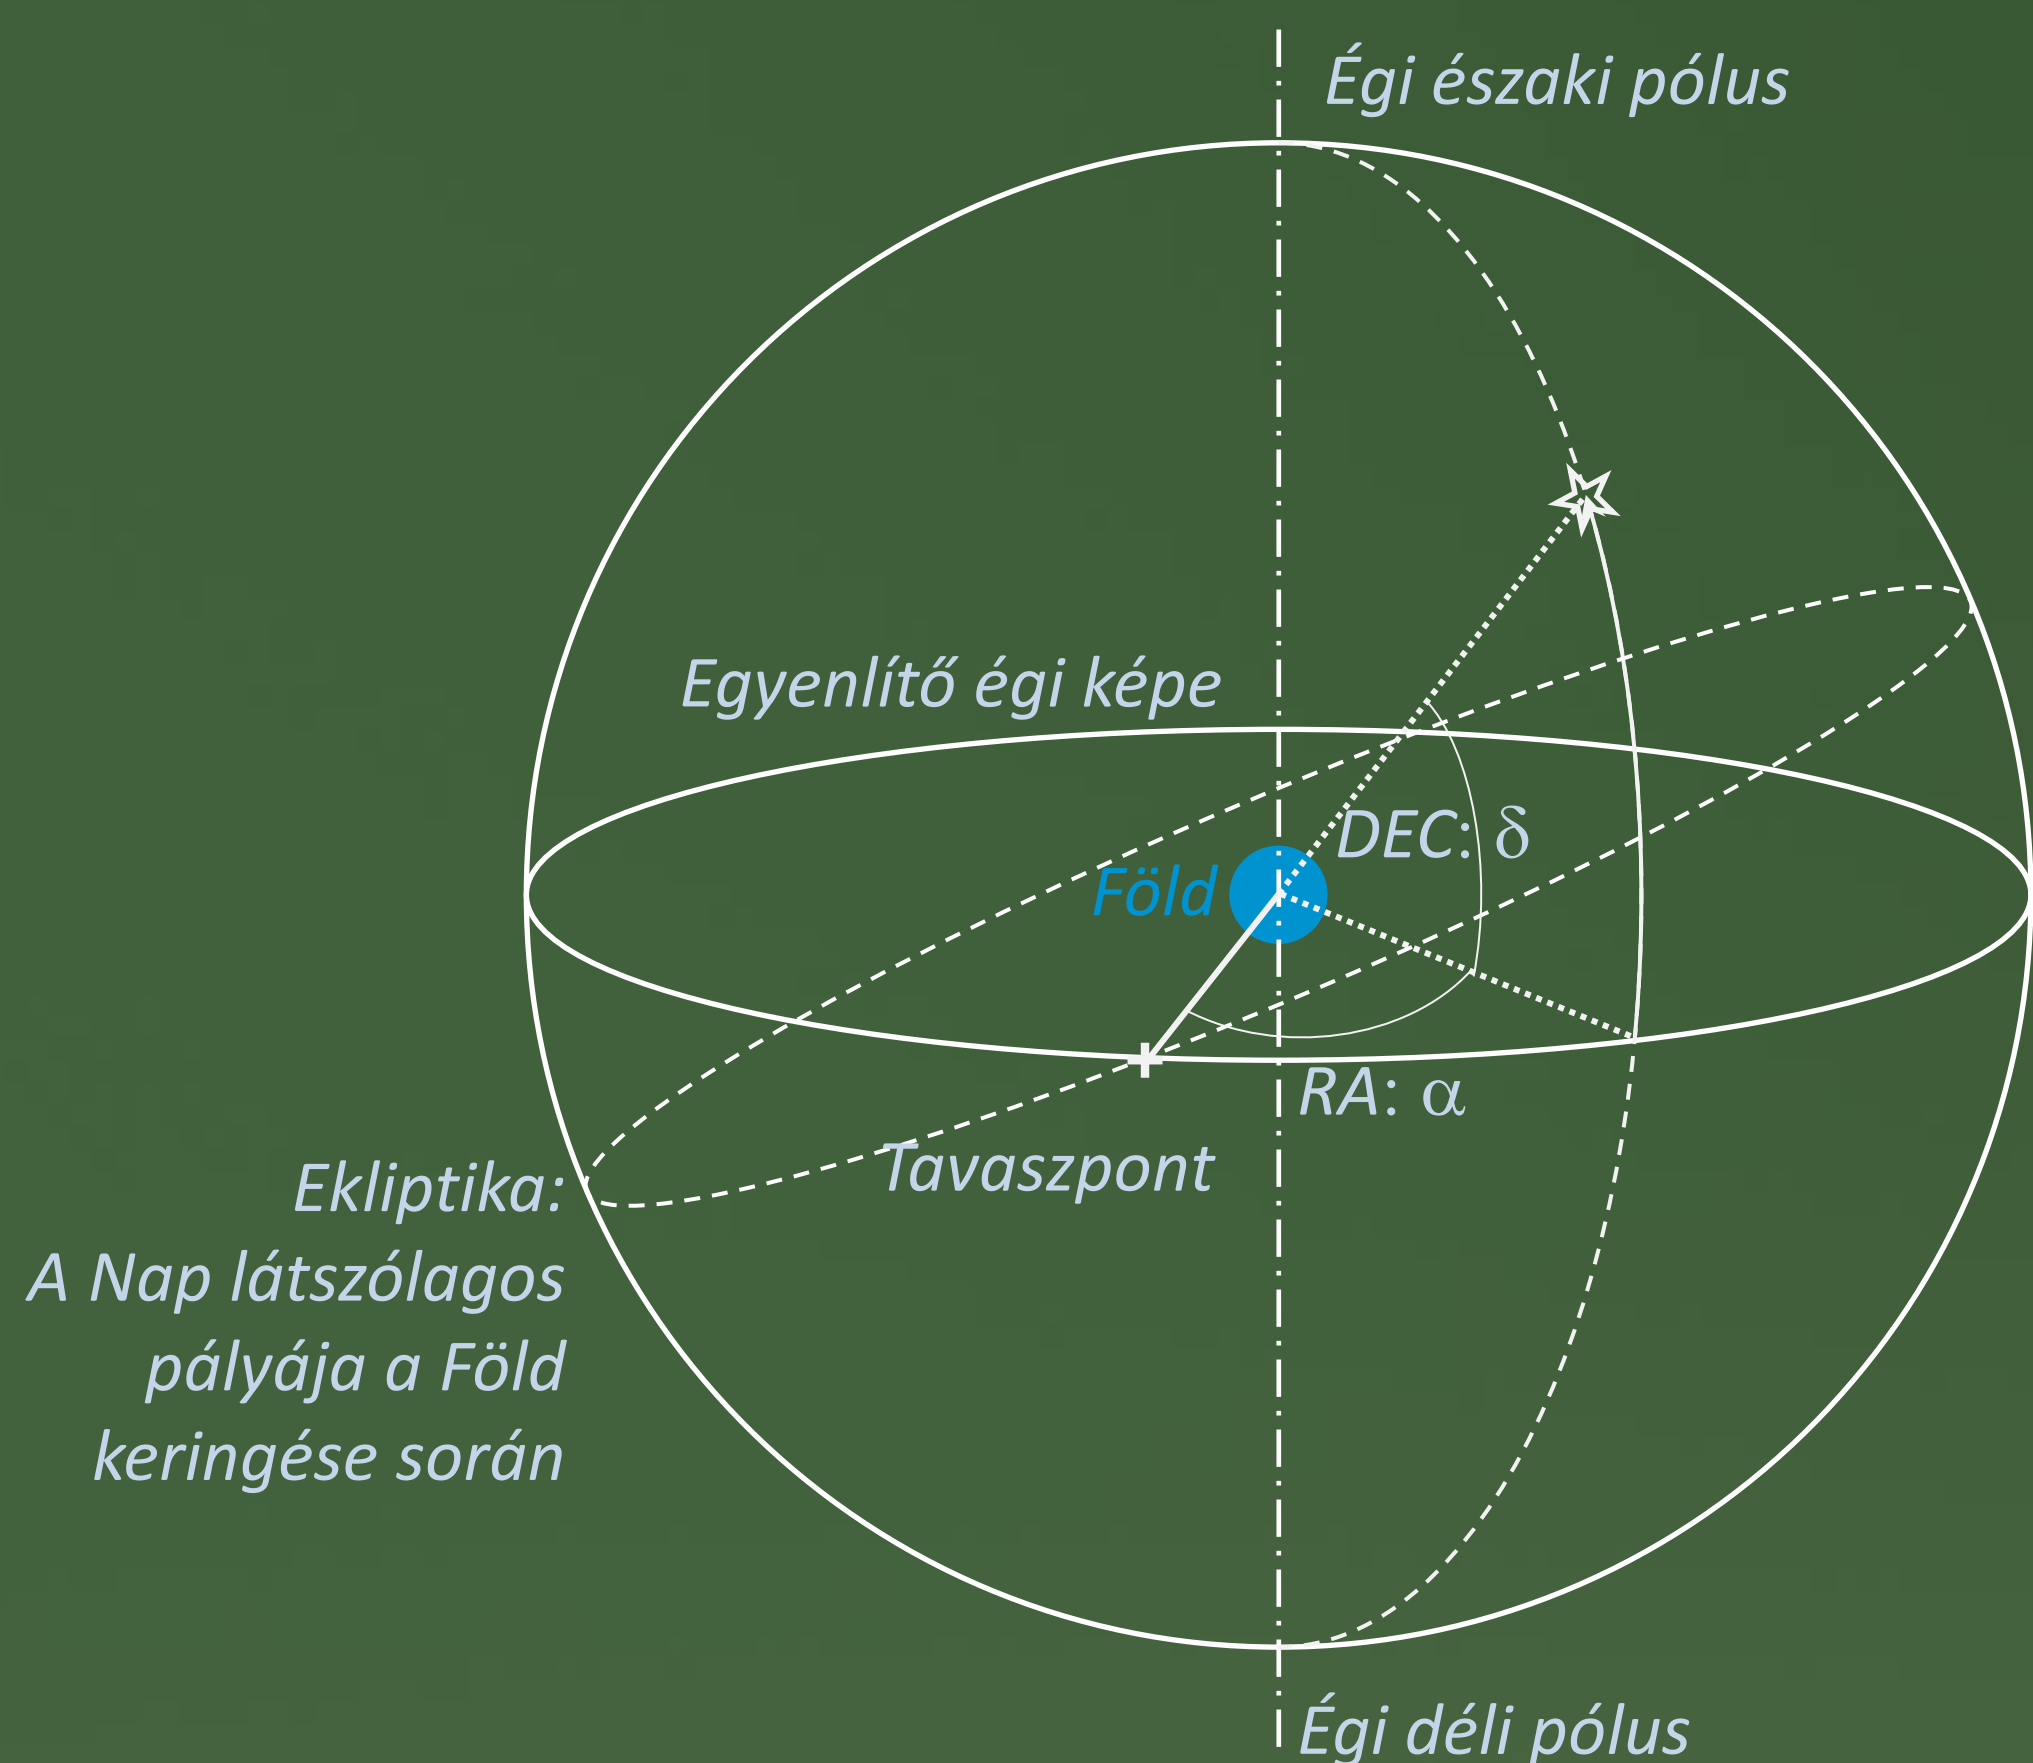 Égi északi pólus
Egyenlítő égi képe
DEC: δ
Föld
RA: α
Tavaszpont
Ekliptika:
A Nap látszólagos
pályája a Föld
keringése során
Égi déli pólus